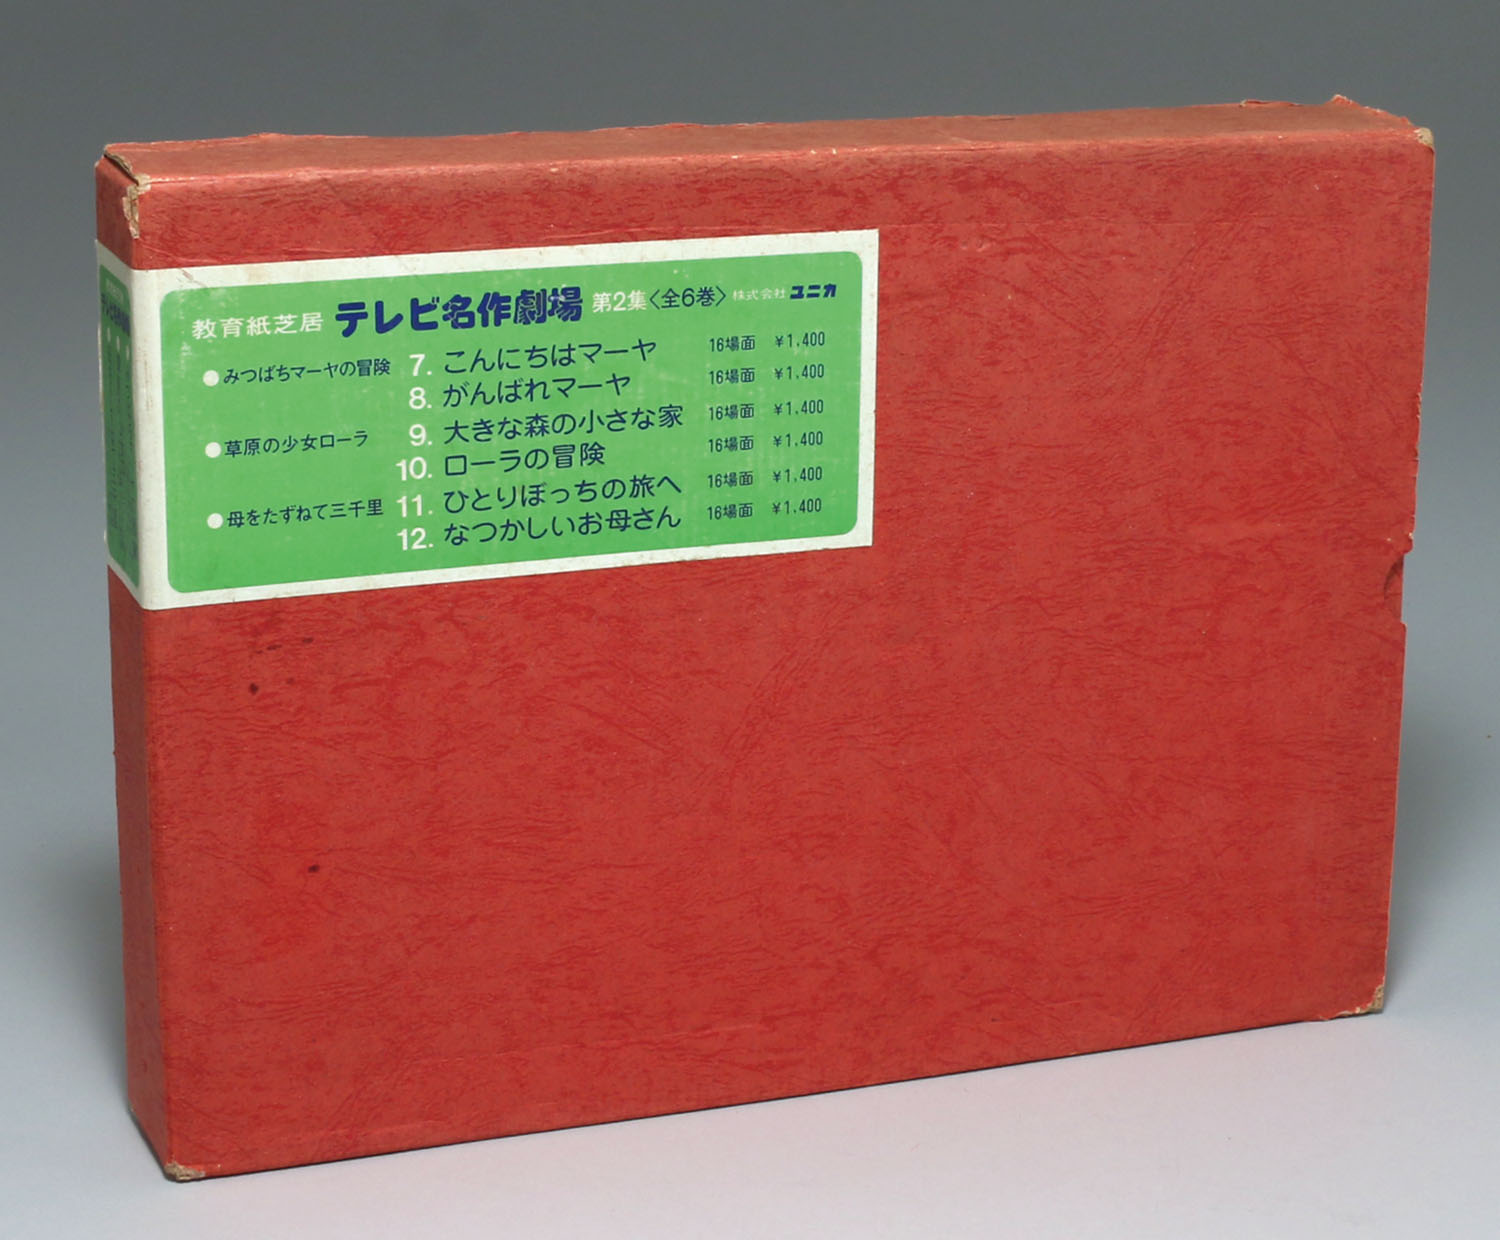 教育紙芝居 テレビ名作劇場 第2集〈全6巻〉 株式会社 ユニカ
●みつばちマーヤの冒険 7. こんにちはマーヤ 16場面 ¥1,400
8. がんばれマーヤ 16場面 ¥1,400
●草原の少女ローラ 9. 大きな森の小さな家 16場面 ¥1,400
10. ローラの冒険 16場面 ¥1,400
●母をたずねて三千里 11. ひとりぼっちの旅へ 16場面 ¥1,400
12. なつかしいお母さん 16場面 ¥1,400
テレビ名作劇場